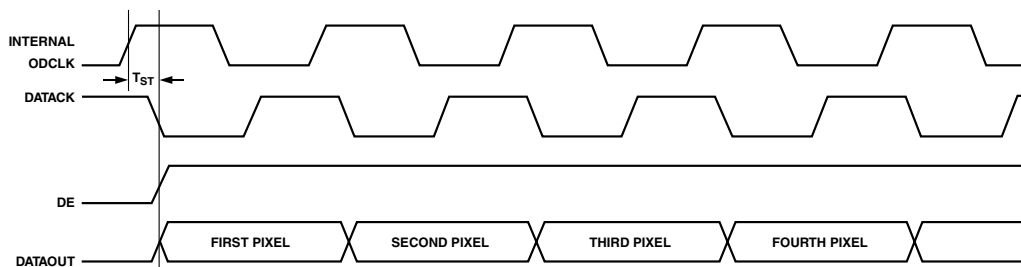 INTERNAL
ODCLK
TST
DATACK
DE
FIRST PIXEL SECOND PIXEL THIRD PIXEL FOURTH PIXEL
DATAOUT